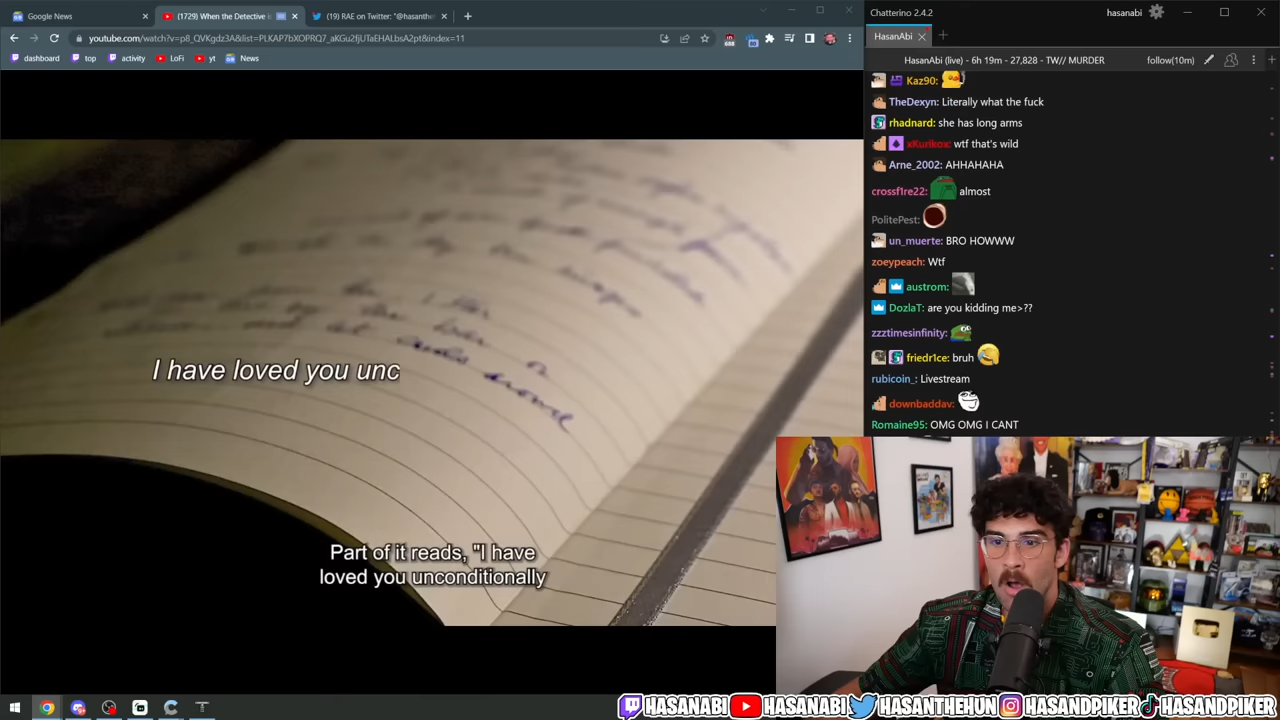 Google News
(1729) When the Detective i
(19) RAE on Twitter: "@hasanthe
youtube.com/watch?v=p8_QVKgdz3A&list=PLKAP7bXOPRQ7_aKGu2fjUTaEHALbsA2pt&index=11
dashboard
top
activity
LoFi
yt
News
I have loved you unc
Part of it reads, "I have
loved you unconditionally
Chatterino 2.4.2
hasanabi
HasanAbi
HasanAbi (live) - 6h 19m - 27,828 - TW// MURDER
follow(10m)
Kaz90:
TheDexyn: Literally what the fuck
rhadnard: she has long arms
xKurikox: wtf that's wild
Arne_2002: AHHAHAHA
crossf1re22: almost
PolitePest:
un_muerte: BRO HOWWW
zoeypeach: Wtf
austrom:
DozlaT: are you kidding me>??
zzztimesinfinity:
friedr1ce: bruh
rubicoin_: Livestream
downbaddav:
Romaine95: OMG OMG I CANT
HASANABI HASANABI HASANTHEHUN HASANDPIKER HASANDPIKER